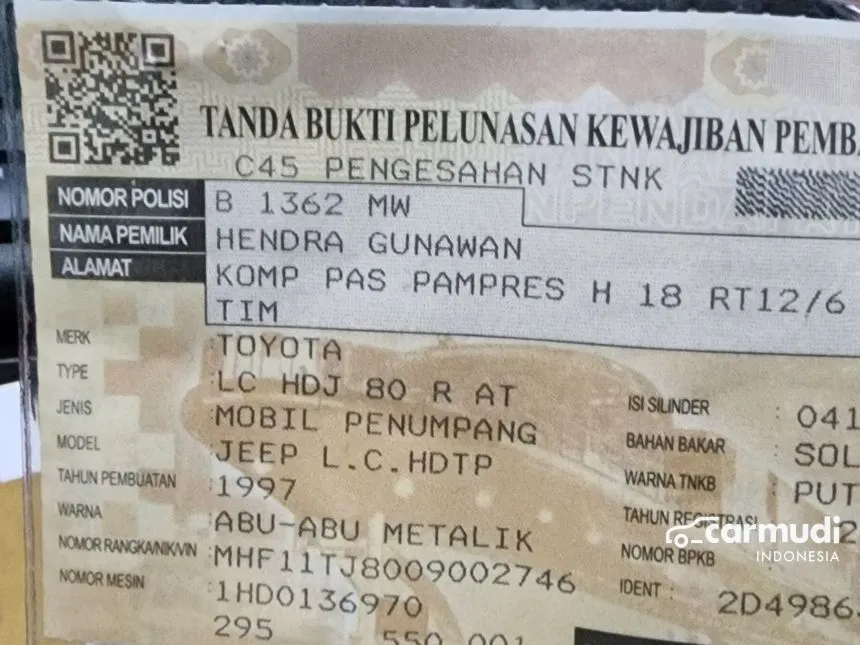 TANDA BUKTI PELUNASAN KEWAJIBAN
C45 PENGESAHAN STNK
NOMOR POLISI B 1362 MW
NAMA PEMILIK HENDRA GUNAWAN
ALAMAT KOMP PAS PAMPRES H 18 RT12/6
TIM
MERK :TOYOTA
TYPE :LC HDJ 80 R AT
JENIS :MOBIL PENUMPANG
MODEL :JEEP L.C.HDTP
TAHUN PEMBUATAN :1997
WARNA :ABU-ABU METALIK
NOMOR RANGKA/NIK/VIN :MHF11TJ8009002746
NOMOR MESIN :1HD0136970
295 550.001
ISI SILINDER : 041
BAHAN BAKAR : SOL
WARNA TNKB : PUT
TAHUN REGISTRASI 2
NOMOR BPKB
IDENT : 2D4986
carmudi
INDONESIA